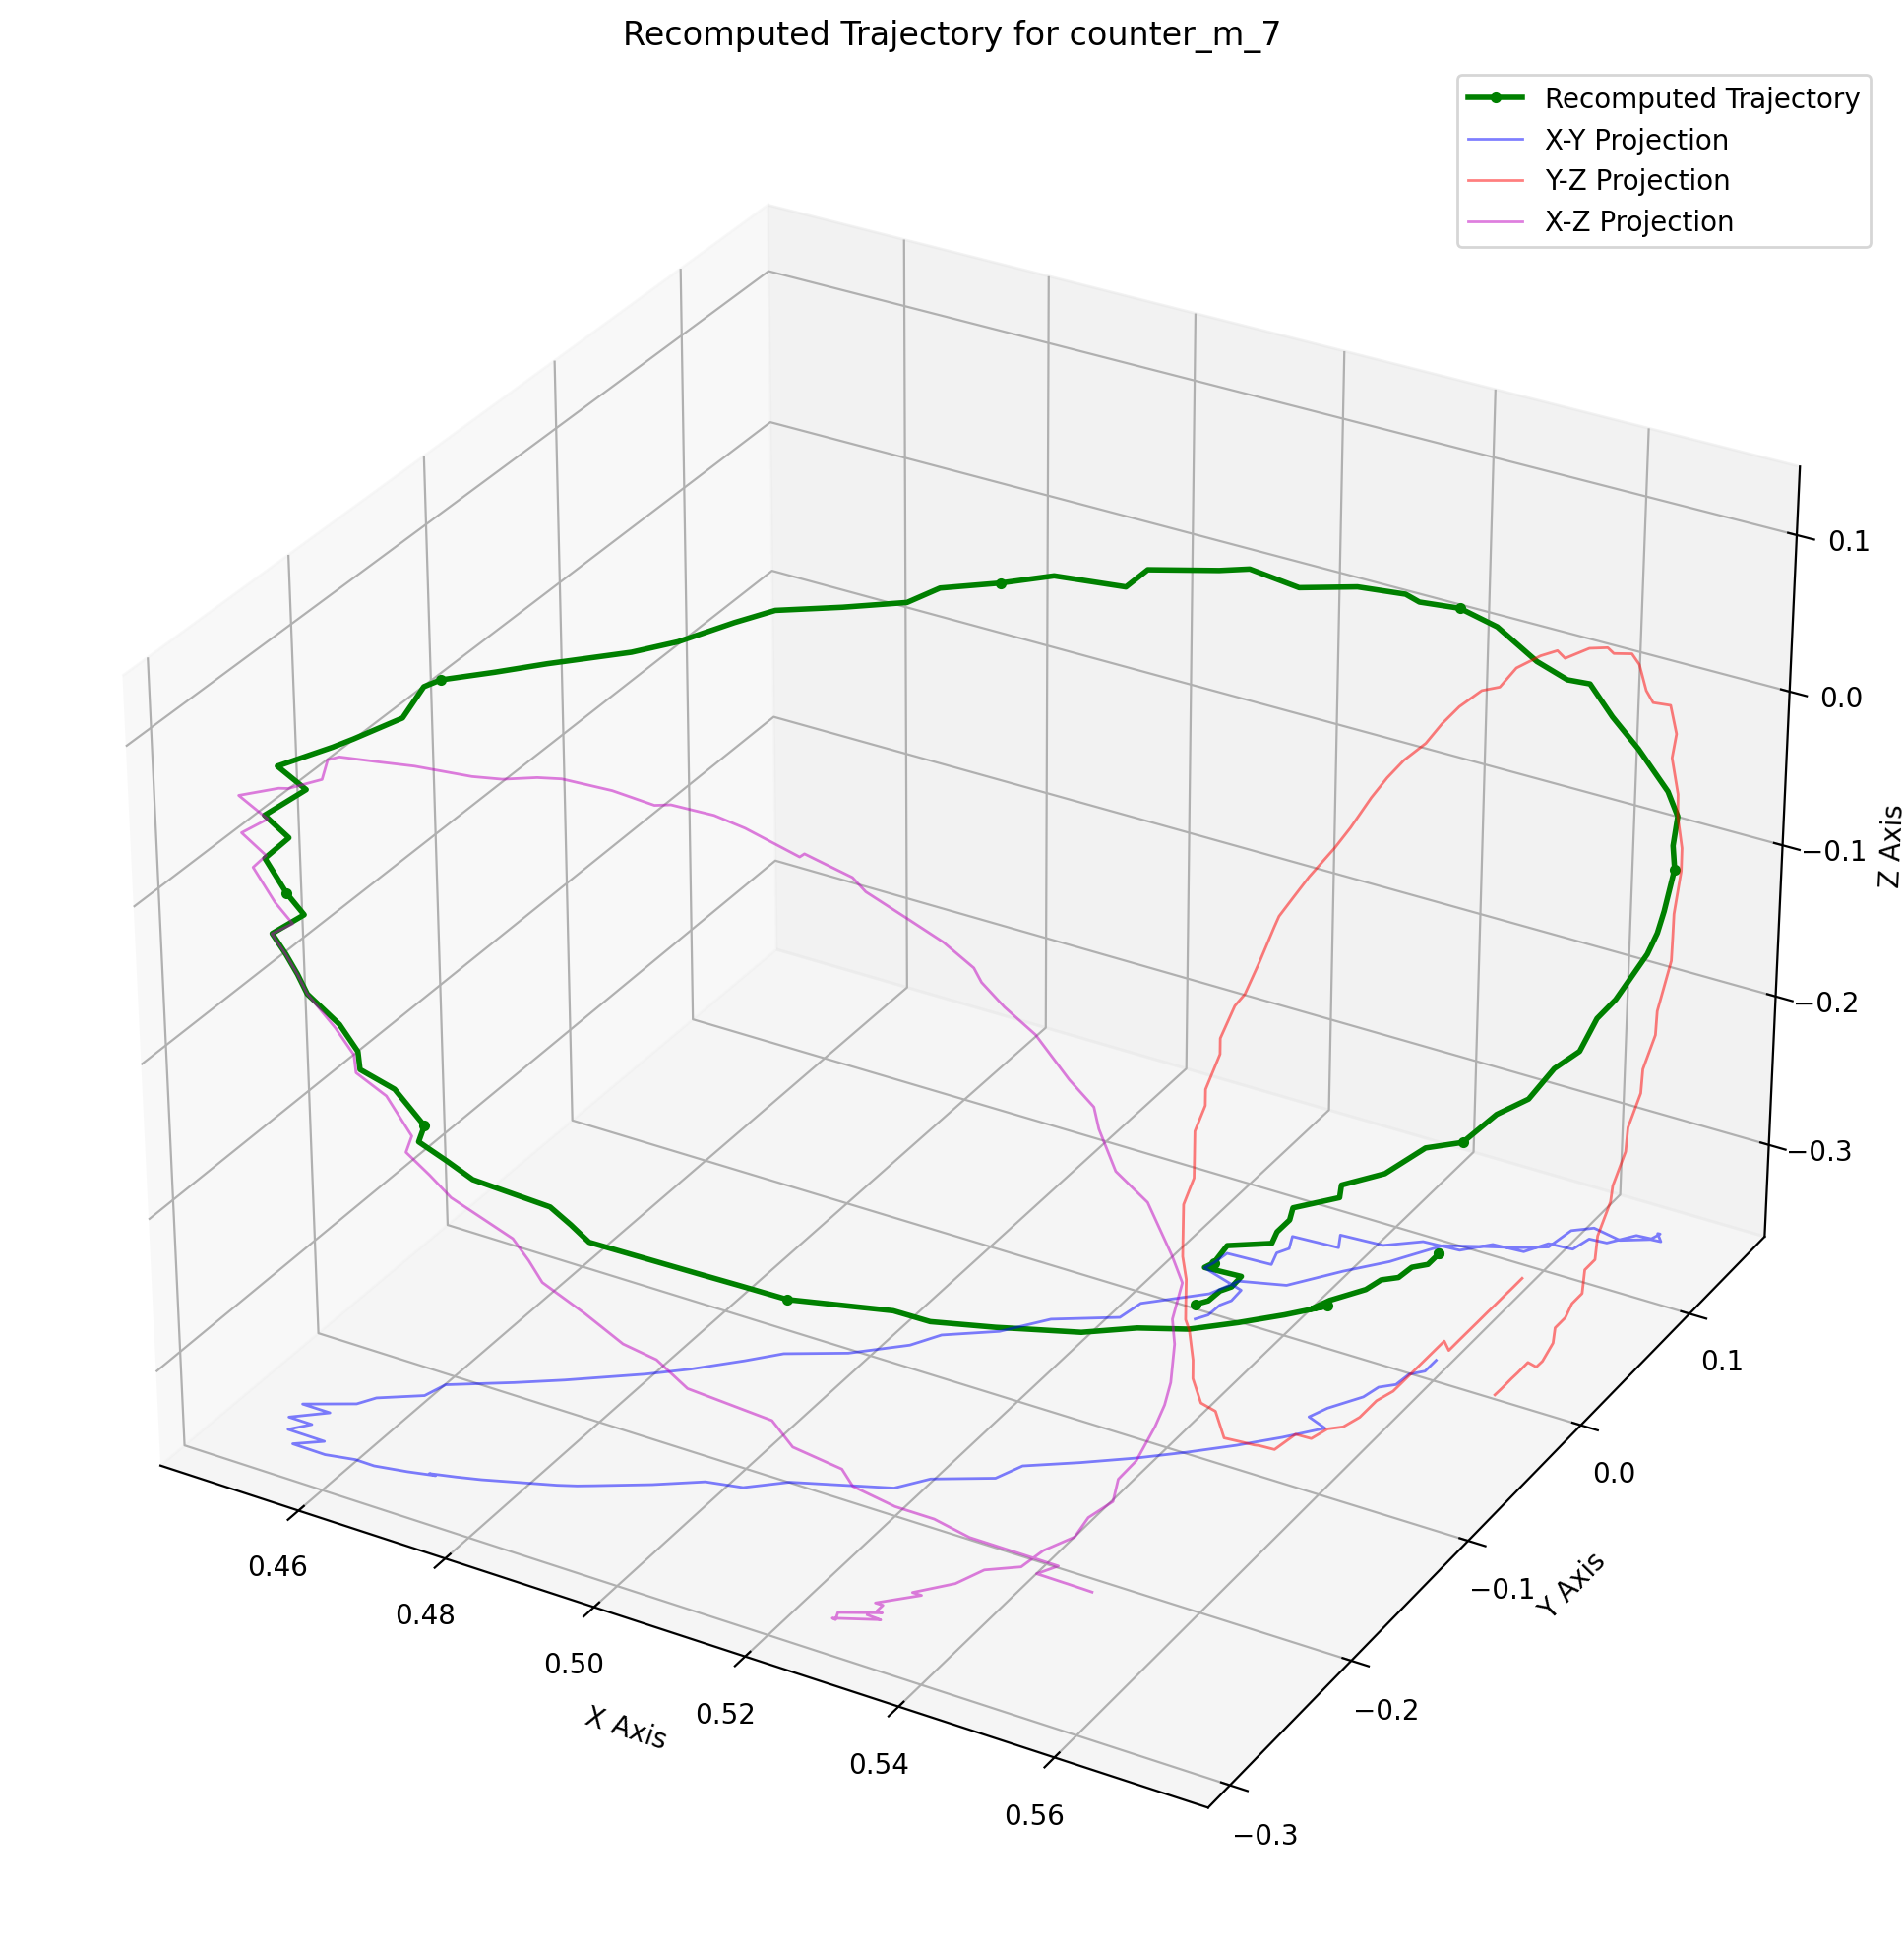 Recomputed Trajectory for counter_m_7
Recomputed Trajectory
X-Y Projection
Y-Z Projection
X-Z Projection
0.1
0.0
−0.1
−0.2
−0.3
Z Axis
0.1
0.0
−0.1
−0.2
−0.3
Y Axis
0.46
0.48
0.50
0.52
0.54
0.56
X Axis